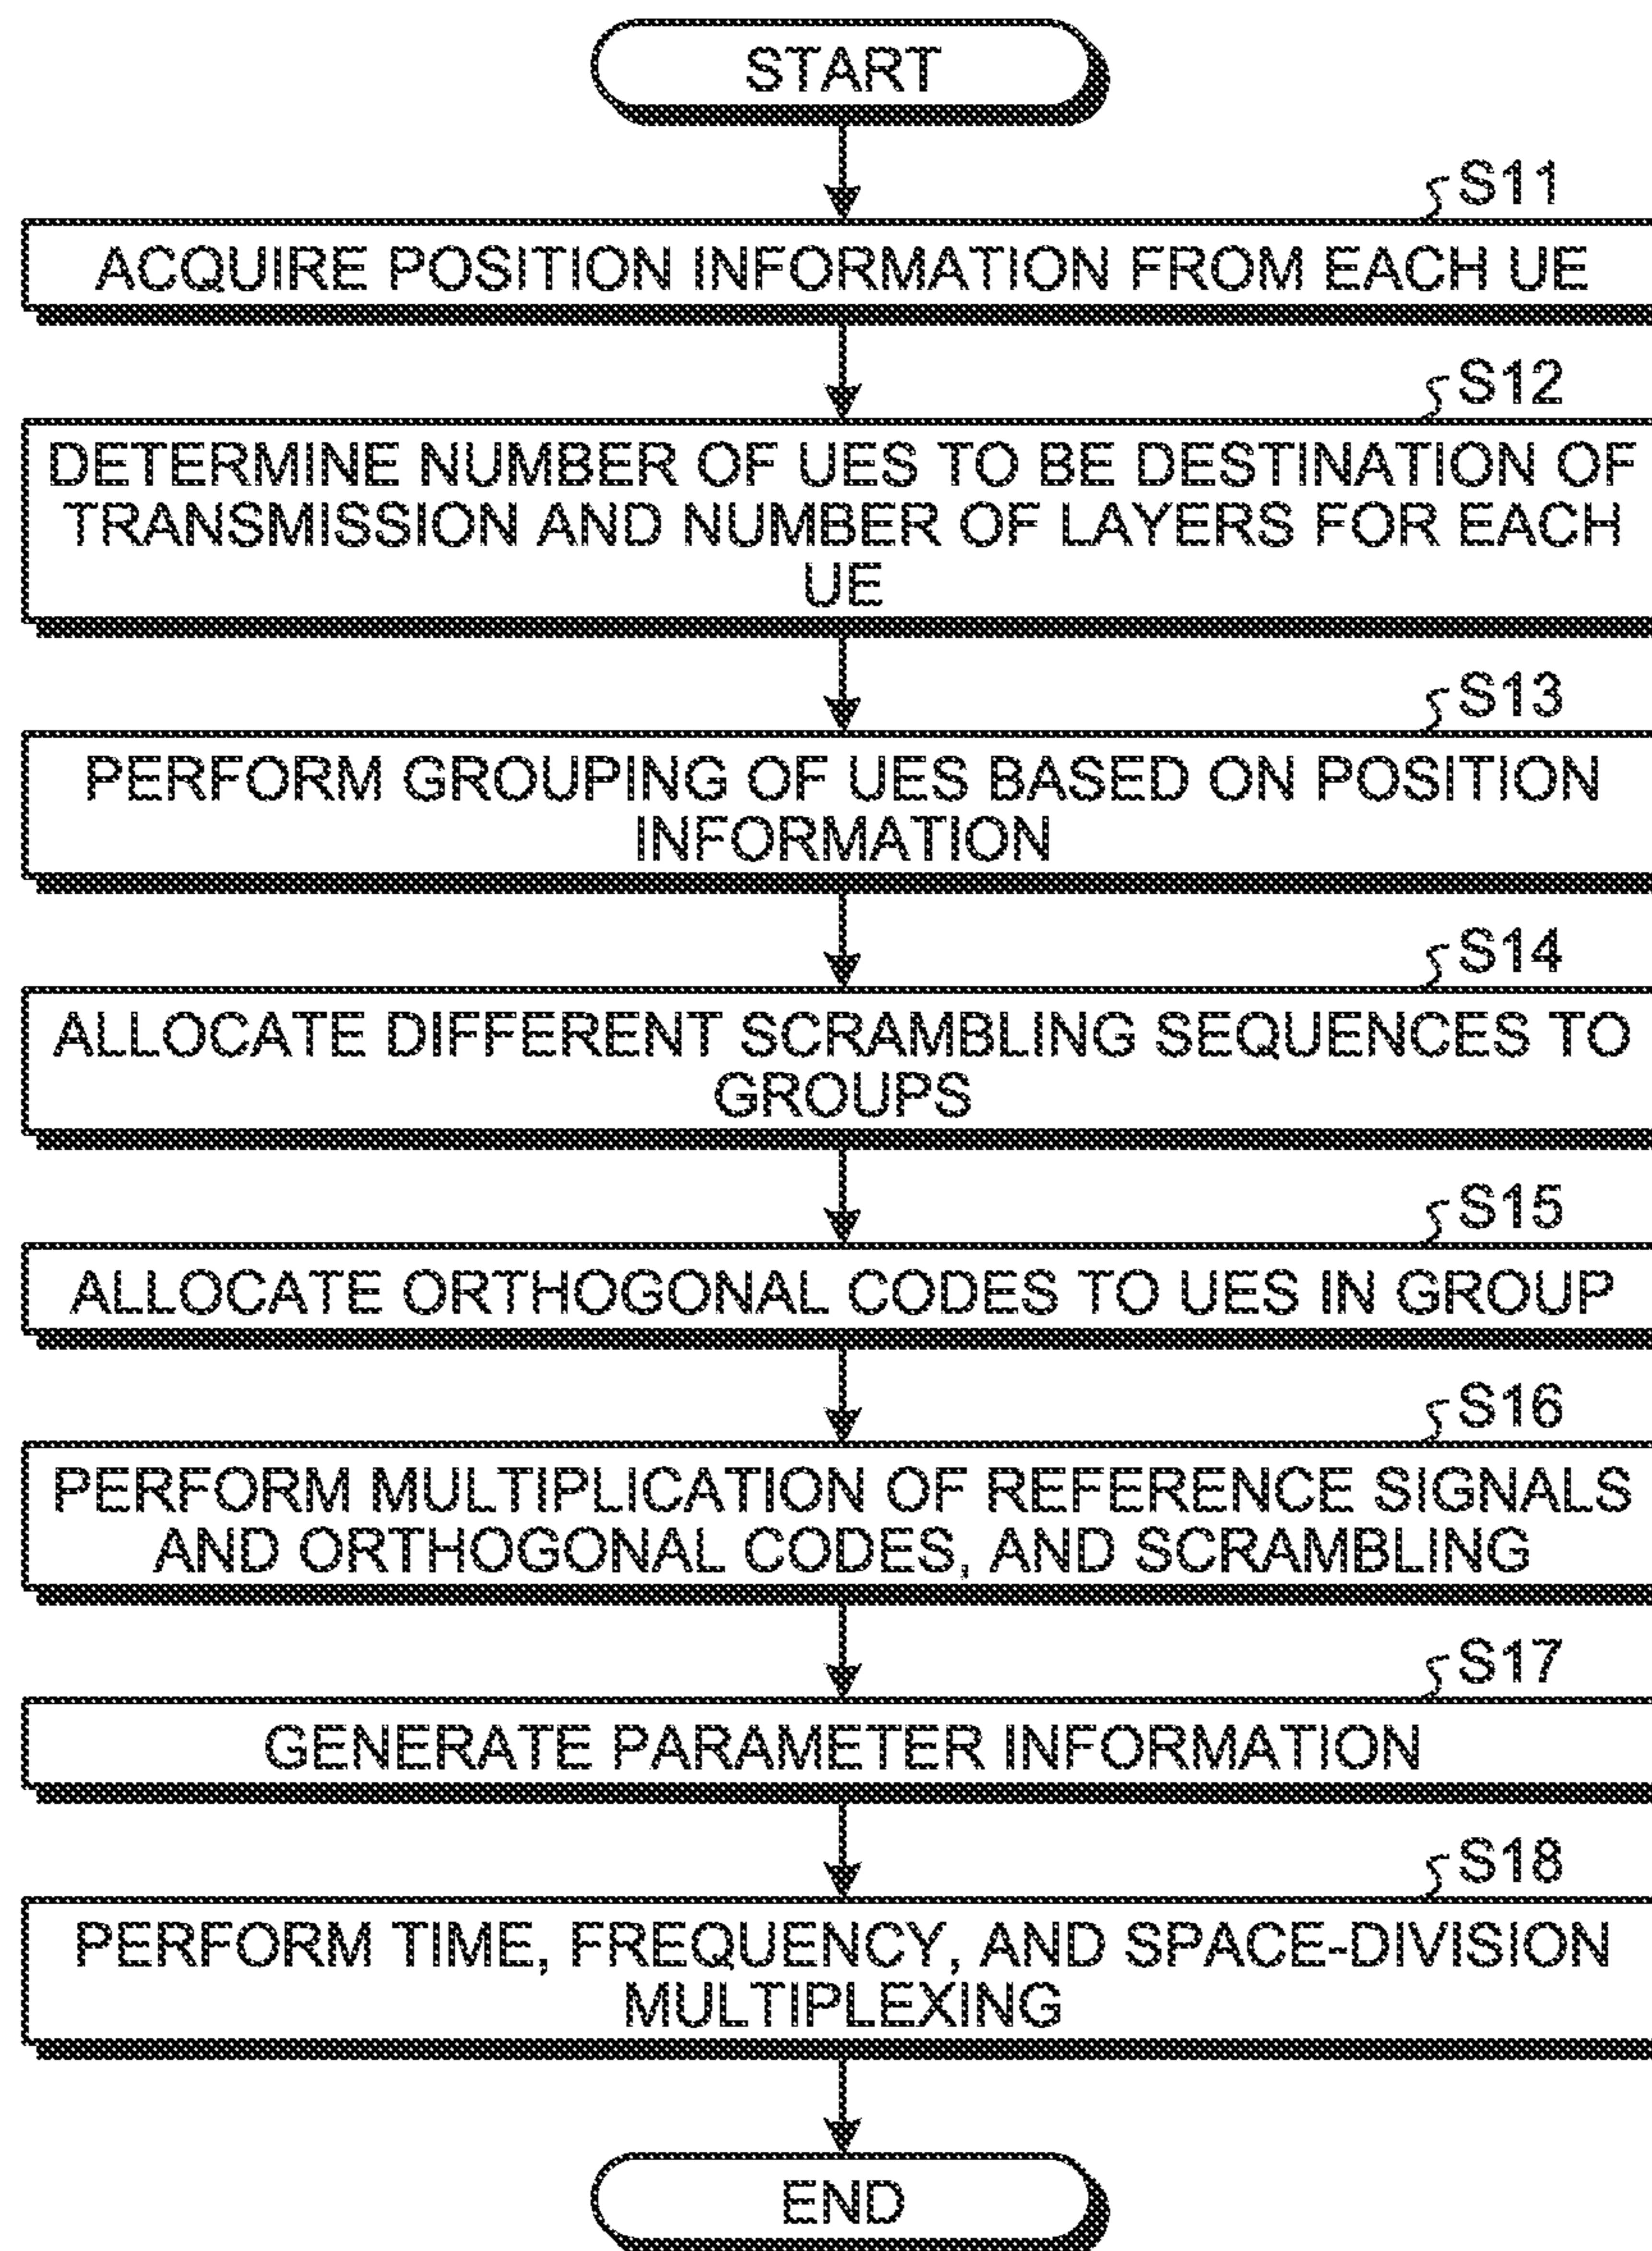 START
S11
ACQUIRE POSITION INFORMATION FROM EACH UE
S12
DETERMINE NUMBER OF UES TO BE DESTINATION OF
TRANSMISSION AND NUMBER OF LAYERS FOR EACH
UE
S13
PERFORM GROUPING OF UES BASED ON POSITION
INFORMATION
S14
ALLOCATE DIFFERENT SCRAMBLING SEQUENCES TO
GROUPS
S15
ALLOCATE ORTHOGONAL CODES TO UES IN GROUP
S16
PERFORM MULTIPLICATION OF REFERENCE SIGNALS
AND ORTHOGONAL CODES, AND SCRAMBLING
S17
GENERATE PARAMETER INFORMATION
S18
PERFORM TIME, FREQUENCY, AND SPACE-DIVISION
MULTIPLEXING
END